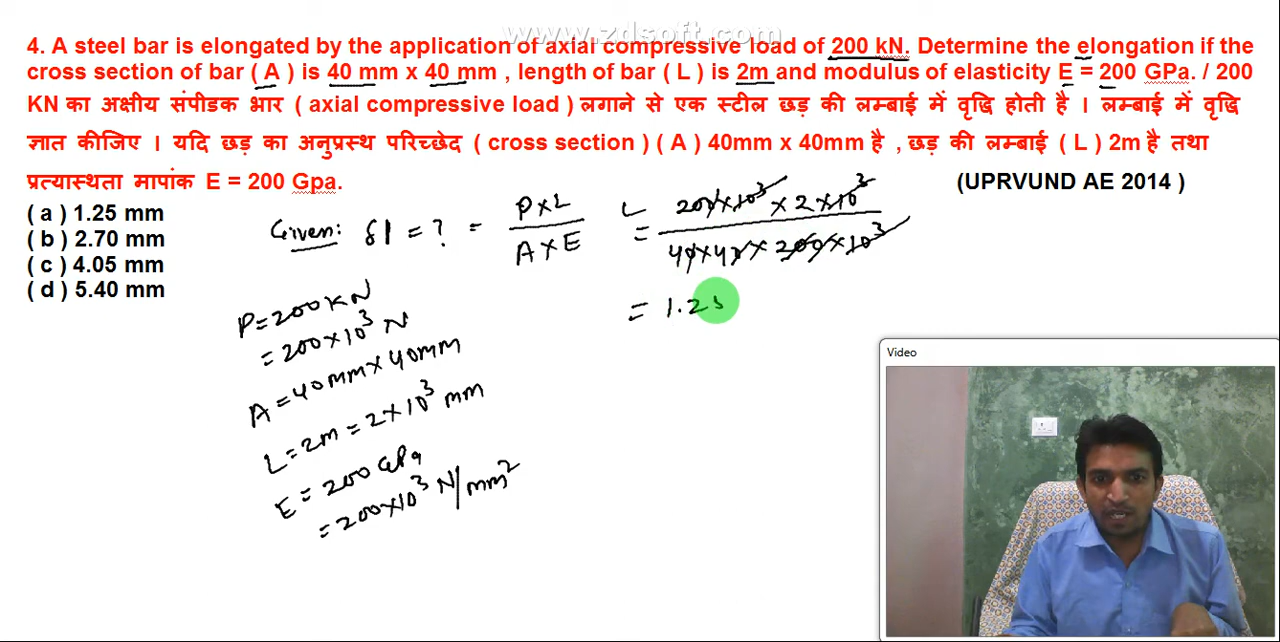 www.zdsoft.com
4. A steel bar is elongated by the application of axial compressive load of 200 kN. Determine the elongation if the
cross section of bar ( A ) is 40 mm x 40 mm , length of bar ( L ) is 2m and modulus of elasticity E = 200 GPa. / 200
KN का अक्षीय संपीडक भार ( axial compressive load ) लगाने से एक स्टील छड़ की लम्बाई में वृद्धि होती है । लम्बाई में वृद्धि
ज्ञात कीजिए । यदि छड़ का अनुप्रस्थ परिच्छेद ( cross section ) ( A ) 40mm x 40mm है , छड़ की लम्बाई ( L ) 2m है तथा
प्रत्यास्थता मापांक E = 200 Gpa. (UPRVUND AE 2014 )
( a ) 1.25 mm
( b ) 2.70 mm
( c ) 4.05 mm
( d ) 5.40 mm
Given: δl = ? = P×L / A×E = 200×10³ × 2×10³ / 40×40 × 200×10³
= 1.25
P = 200 KN
= 200×10³ N
A = 40mm × 40mm
L = 2m = 2×10³ mm
E = 200 GPa
= 200×10³ N/mm²
Video